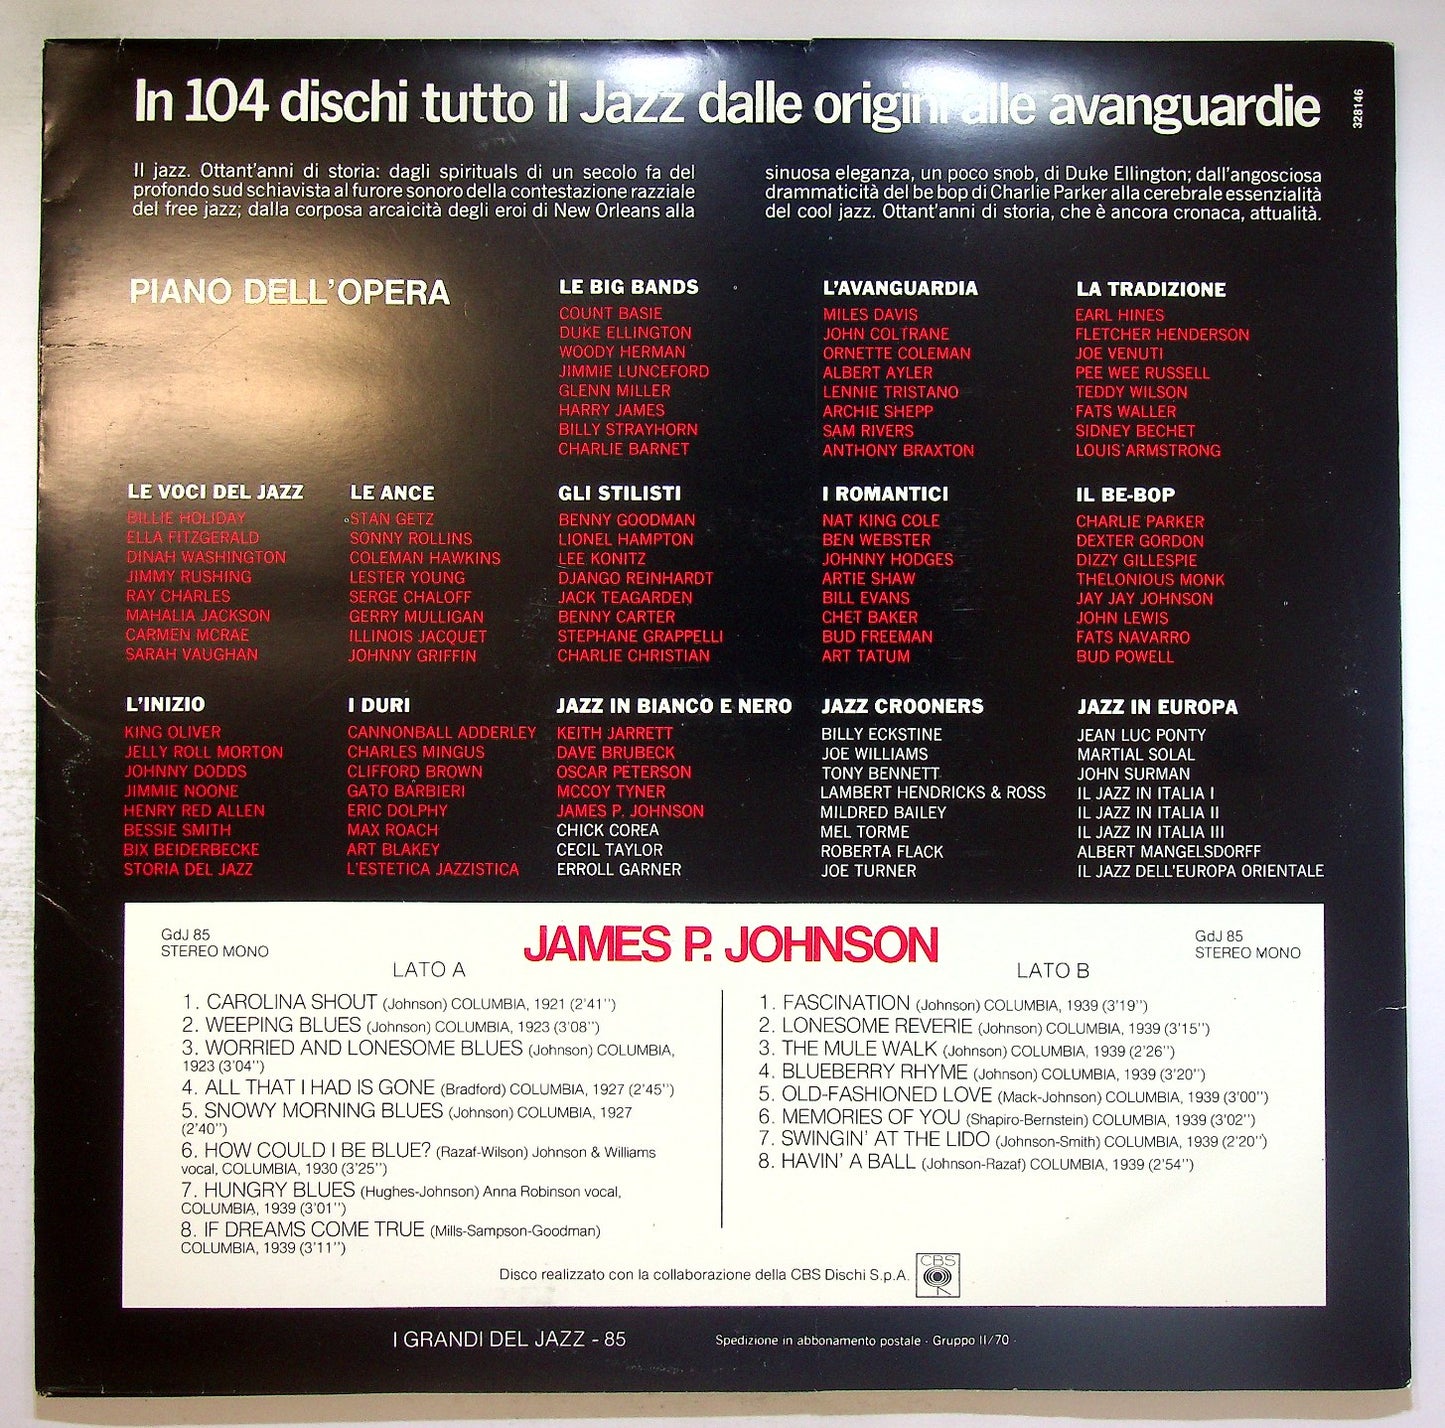 In 104 dischi tutto il Jazz dalle origini alle avanguardie
328146
Il jazz. Ottant'anni di storia: dagli spirituals di un secolo fa del
profondo sud schiavista al furore sonoro della contestazione razziale
del free jazz; dalla corposa arcaicità degli eroi di New Orleans alla
sinuosa eleganza, un poco snob, di Duke Ellington; dall'angosciosa
drammaticità del be bop di Charlie Parker alla cerebrale essenzialità
del cool jazz. Ottant'anni di storia, che è ancora cronaca, attualità.
PIANO DELL'OPERA
LE BIG BANDS
COUNT BASIE
DUKE ELLINGTON
WOODY HERMAN
JIMMIE LUNCEFORD
GLENN MILLER
HARRY JAMES
BILLY STRAYHORN
CHARLIE BARNET
L'AVANGUARDIA
MILES DAVIS
JOHN COLTRANE
ORNETTE COLEMAN
ALBERT AYLER
LENNIE TRISTANO
ARCHIE SHEPP
SAM RIVERS
ANTHONY BRAXTON
LA TRADIZIONE
EARL HINES
FLETCHER HENDERSON
JOE VENUTI
PEE WEE RUSSELL
TEDDY WILSON
FATS WALLER
SIDNEY BECHET
LOUIS ARMSTRONG
LE VOCI DEL JAZZ
BILLIE HOLIDAY
ELLA FITZGERALD
DINAH WASHINGTON
JIMMY RUSHING
RAY CHARLES
MAHALIA JACKSON
CARMEN MCRAE
SARAH VAUGHAN
LE ANCE
STAN GETZ
SONNY ROLLINS
COLEMAN HAWKINS
LESTER YOUNG
SERGE CHALOFF
GERRY MULLIGAN
ILLINOIS JACQUET
JOHNNY GRIFFIN
GLI STILISTI
BENNY GOODMAN
LIONEL HAMPTON
LEE KONITZ
DJANGO REINHARDT
JACK TEAGARDEN
BENNY CARTER
STEPHANE GRAPPELLI
CHARLIE CHRISTIAN
I ROMANTICI
NAT KING COLE
BEN WEBSTER
JOHNNY HODGES
ARTIE SHAW
BILL EVANS
CHET BAKER
BUD FREEMAN
ART TATUM
IL BE-BOP
CHARLIE PARKER
DEXTER GORDON
DIZZY GILLESPIE
THELONIOUS MONK
JAY JAY JOHNSON
JOHN LEWIS
FATS NAVARRO
BUD POWELL
L'INIZIO
KING OLIVER
JELLY ROLL MORTON
JOHNNY DODDS
JIMMIE NOONE
HENRY RED ALLEN
BESSIE SMITH
BIX BEIDERBECKE
STORIA DEL JAZZ
I DURI
CANNONBALL ADDERLEY
CHARLES MINGUS
CLIFFORD BROWN
GATO BARBIERI
ERIC DOLPHY
MAX ROACH
ART BLAKEY
L'ESTETICA JAZZISTICA
JAZZ IN BIANCO E NERO
KEITH JARRETT
DAVE BRUBECK
OSCAR PETERSON
MCCOY TYNER
JAMES P. JOHNSON
CHICK COREA
CECIL TAYLOR
ERROLL GARNER
JAZZ CROONERS
BILLY ECKSTINE
JOE WILLIAMS
TONY BENNETT
LAMBERT HENDRICKS & ROSS
MILDRED BAILEY
MEL TORME
ROBERTA FLACK
JOE TURNER
JAZZ IN EUROPA
JEAN LUC PONTY
MARTIAL SOLAL
JOHN SURMAN
IL JAZZ IN ITALIA I
IL JAZZ IN ITALIA II
IL JAZZ IN ITALIA III
ALBERT MANGELSDORFF
IL JAZZ DELL'EUROPA ORIENTALE
GdJ 85
STEREO MONO
JAMES P. JOHNSON
GdJ 85
STEREO MONO
LATO A
1. CAROLINA SHOUT (Johnson) COLUMBIA, 1921 (2'41'')
2. WEEPING BLUES (Johnson) COLUMBIA, 1923 (3'08'')
3. WORRIED AND LONESOME BLUES (Johnson) COLUMBIA,
1923 (3'04'')
4. ALL THAT I HAD IS GONE (Bradford) COLUMBIA, 1927 (2'45'')
5. SNOWY MORNING BLUES (Johnson) COLUMBIA, 1927
(2'40'')
6. HOW COULD I BE BLUE? (Razaf-Wilson) Johnson & Williams
vocal, COLUMBIA, 1930 (3'25'')
7. HUNGRY BLUES (Hughes-Johnson) Anna Robinson vocal,
COLUMBIA, 1939 (3'01'')
8. IF DREAMS COME TRUE (Mills-Sampson-Goodman)
COLUMBIA, 1939 (3'11'')
LATO B
1. FASCINATION (Johnson) COLUMBIA, 1939 (3'19'')
2. LONESOME REVERIE (Johnson) COLUMBIA, 1939 (3'15'')
3. THE MULE WALK (Johnson) COLUMBIA, 1939 (2'26'')
4. BLUEBERRY RHYME (Johnson) COLUMBIA, 1939 (3'20'')
5. OLD-FASHIONED LOVE (Mack-Johnson) COLUMBIA, 1939 (3'00'')
6. MEMORIES OF YOU (Shapiro-Bernstein) COLUMBIA, 1939 (3'02'')
7. SWINGIN' AT THE LIDO (Johnson-Smith) COLUMBIA, 1939 (2'20'')
8. HAVIN' A BALL (Johnson-Razaf) COLUMBIA, 1939 (2'54'')
Disco realizzato con la collaborazione della CBS Dischi S.p.A.
CBS
I GRANDI DEL JAZZ - 85
Spedizione in abbonamento postale - Gruppo II/70